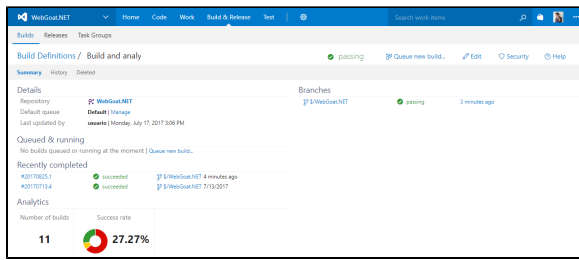 WebGoat.NET Home Code Work Build & Release Test Search work items
Builds Releases Task Groups
Build Definitions / Build and analy passing Queue new build... Edit Security Help
Summary History Deleted
Details
Repository WebGoat.NET
Default queue Default | Manage
Last updated by usuario | Monday, July 17, 2017 3:06 PM
Queued & running
No builds queued or running at the moment | Queue new build...
Recently completed
#20170825.1 succeeded $/WebGoat.NET 4 minutes ago
#20170713.4 succeeded $/WebGoat.NET 7/13/2017
Analytics
Number of builds Success rate
11 27.27%
Branches
$/WebGoat.NET passing 3 minutes ago